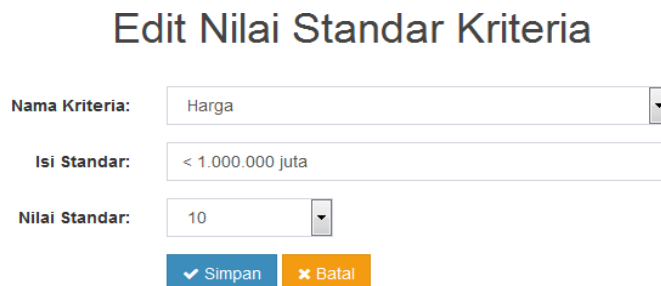 Edit Nilai Standar Kriteria
Nama Kriteria: Harga
Isi Standar: < 1.000.000 juta
Nilai Standar: 10
Simpan Batal